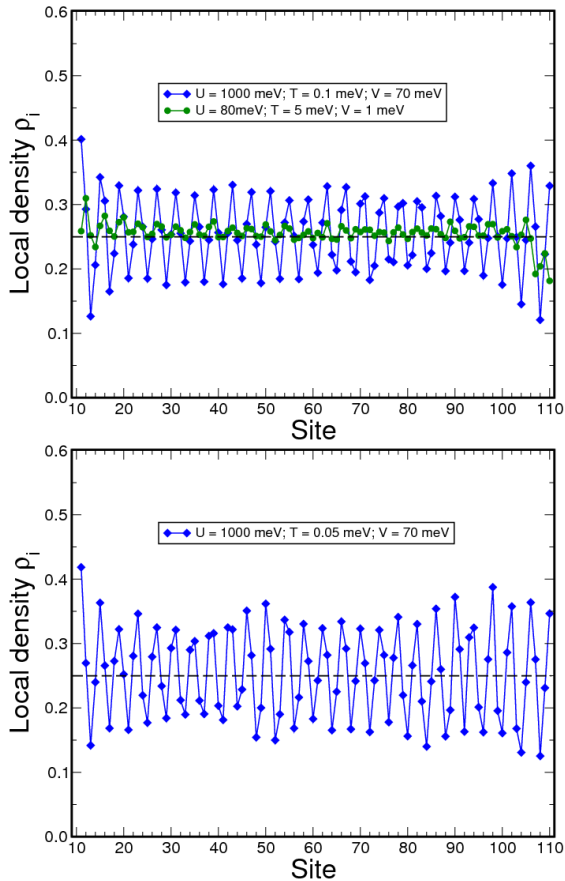 0.6
0.5
0.4
0.3
0.2
0.1
0.0
Local density ρi
U = 1000 meV; T = 0.1 meV; V = 70 meV
U = 80meV; T = 5 meV; V = 1 meV
10 20 30 40 50 60 70 80 90 100 110
Site
0.6
0.5
0.4
0.3
0.2
0.1
0.0
Local density ρi
U = 1000 meV; T = 0.05 meV; V = 70 meV
10 20 30 40 50 60 70 80 90 100 110
Site